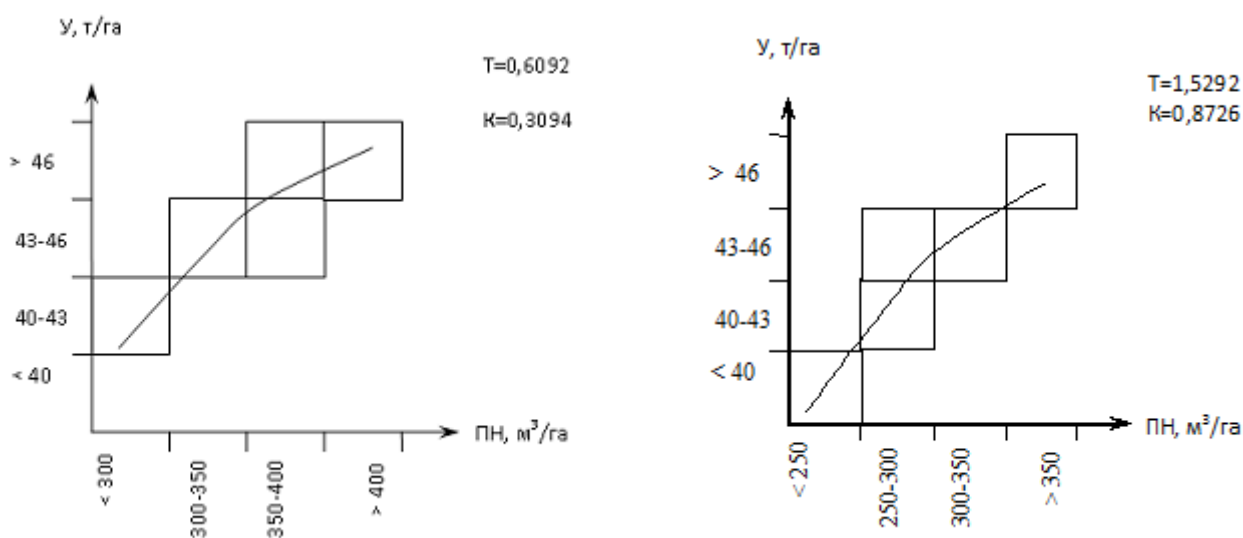 У, т/га
T=0,6092
K=0,3094
> 46
43-46
40-43
< 40
ПН, м³/га
< 300
300-350
350-400
> 400
У, т/га
T=1,5292
K=0,8726
> 46
43-46
40-43
< 40
ПН, м³/га
< 250
250-300
300-350
> 350